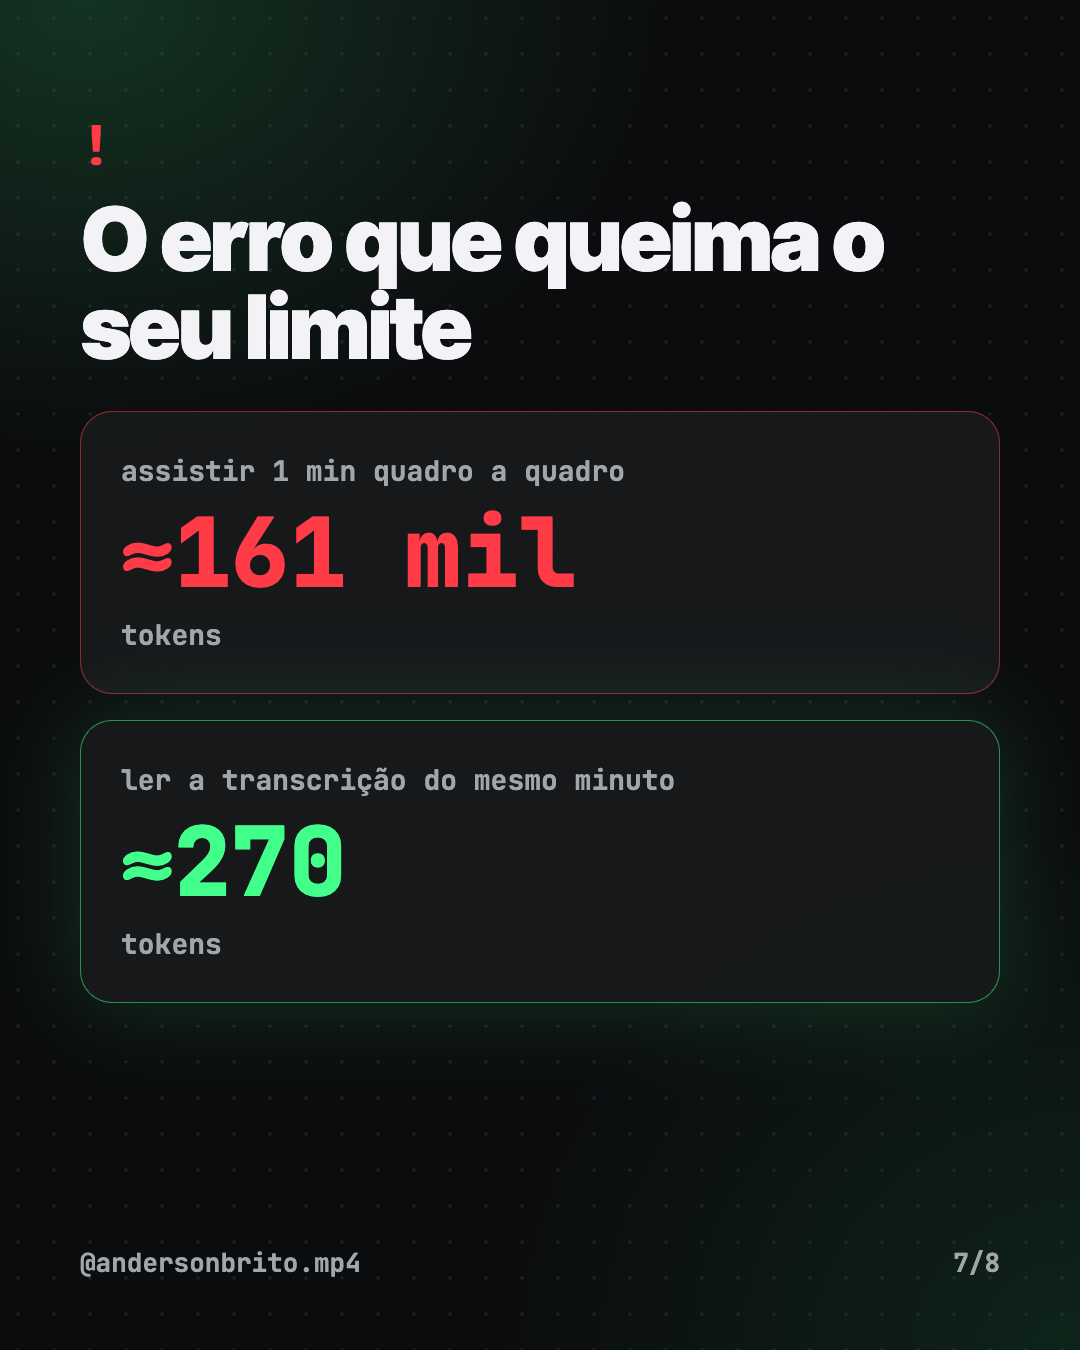 !
O erro que queima o
seu limite
assistir 1 min quadro a quadro
≈161 mil
tokens
ler a transcrição do mesmo minuto
≈270
tokens
@andersonbrito.mp4
7/8